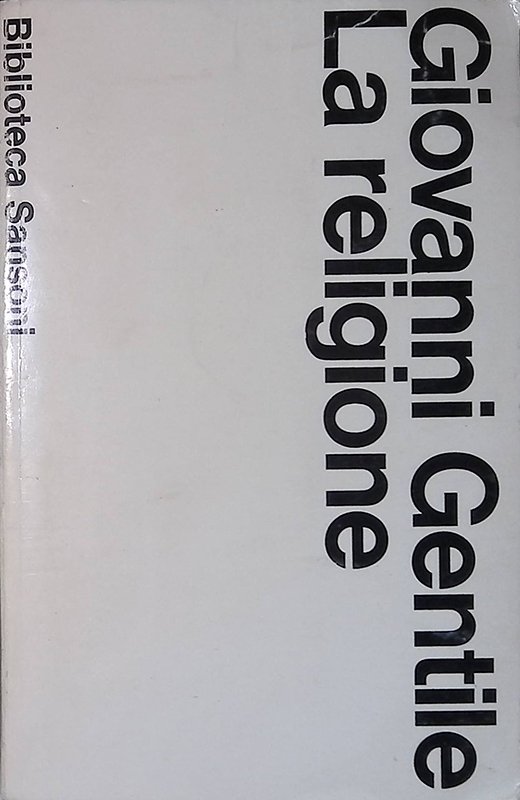 Giovanni Gentile
La religione
Biblioteca Sansoni